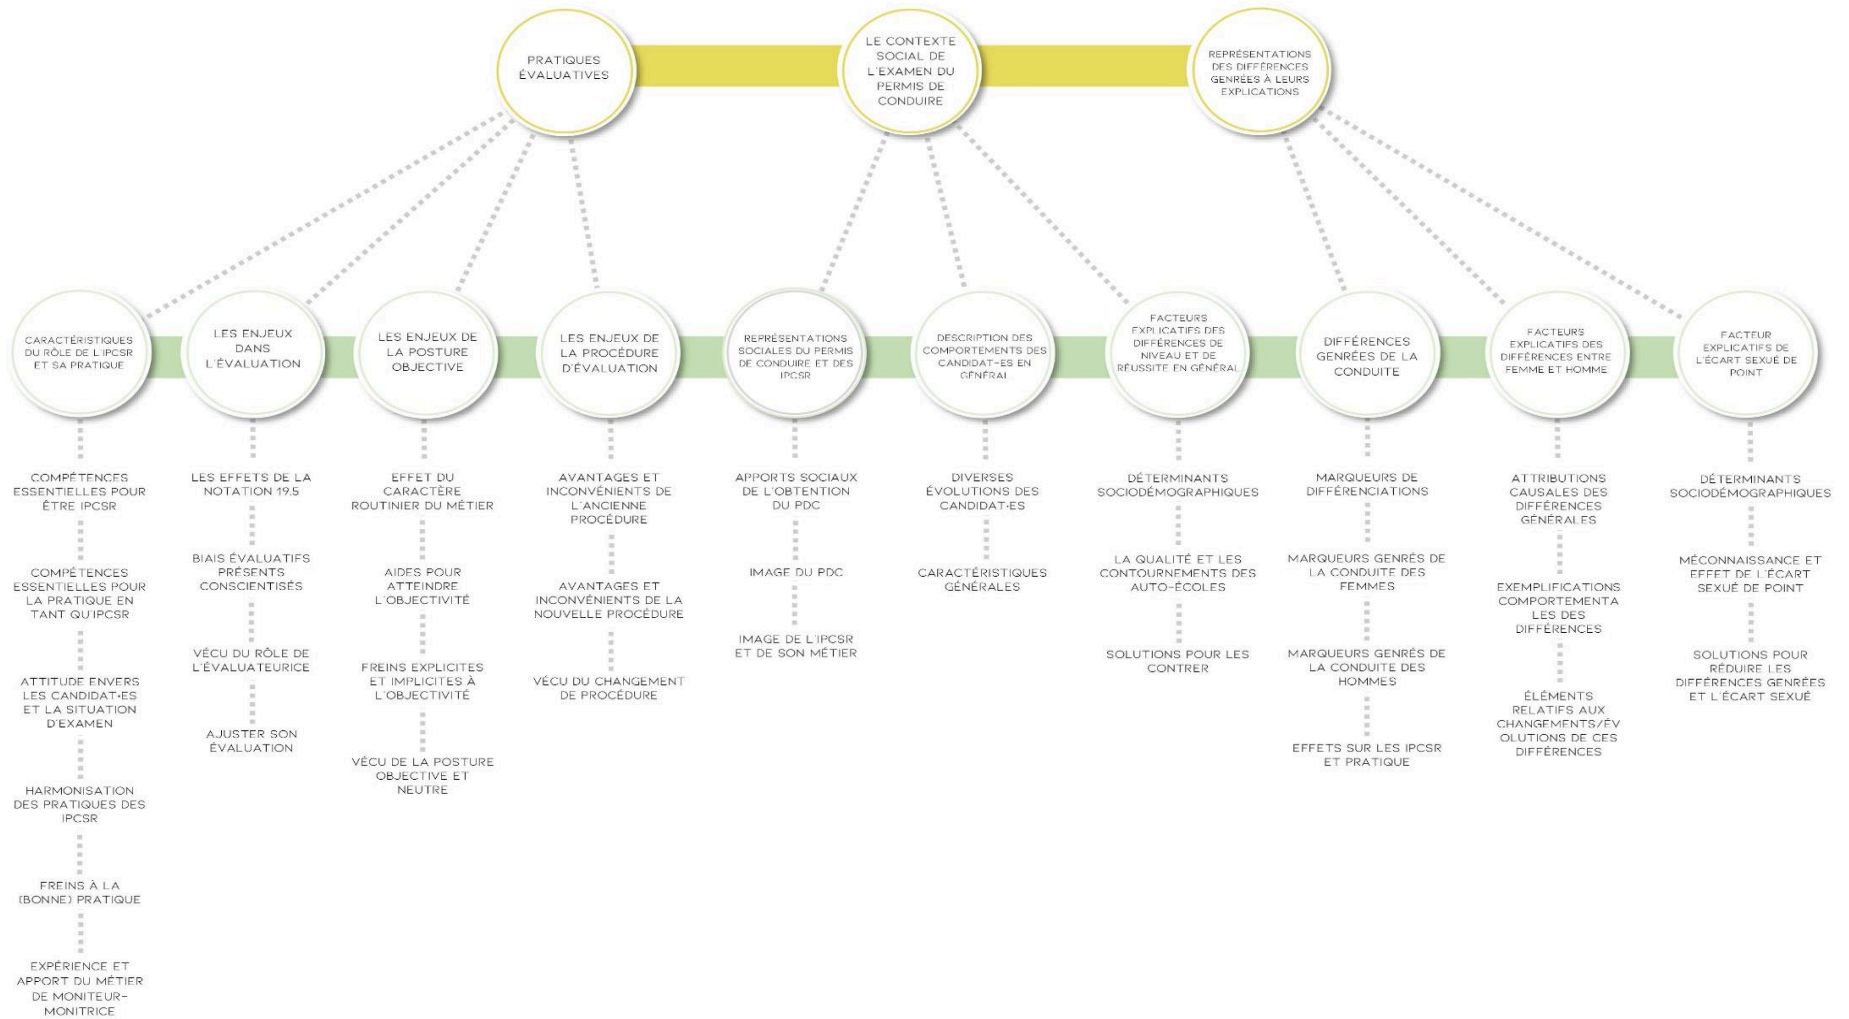 PRATIQUES
ÉVALUATIVES
LE CONTEXTE
SOCIAL DE
L'EXAMEN DU
PERMIS DE
CONDUIRE
REPRÉSENTATIONS
DES DIFFÉRENCES
GENRÉES À LEURS
EXPLICATIONS
CARACTÉRISTIQUES
DU RÔLE DE L'IPCSR
ET SA PRATIQUE
LES ENJEUX
DANS
L'ÉVALUATION
LES ENJEUX DE
LA POSTURE
OBJECTIVE
LES ENJEUX DE
LA PROCÉDURE
D'ÉVALUATION
REPRÉSENTATIONS
SOCIALES DU PERMIS
DE CONDUIRE ET DES
IPCSR
DESCRIPTION DES
COMPORTEMENTS DES
CANDIDAT-ES EN
GÉNÉRAL
FACTEURS
EXPLICATIFS DES
DIFFÉRENCES DE
NIVEAU ET DE
RÉUSSITE EN GÉNÉRAL
DIFFÉRENCES
GENRÉES DE LA
CONDUITE
FACTEURS
EXPLICATIFS DES
DIFFÉRENCES ENTRE
FEMME ET HOMME
FACTEUR
EXPLICATIFS DE
L'ÉCART SEXUÉ DE
POINT
COMPÉTENCES
ESSENTIELLES POUR
ÊTRE IPCSR
COMPÉTENCES
ESSENTIELLES POUR
LA PRATIQUE EN
TANT QU'IPCSR
ATTITUDE ENVERS
LES CANDIDAT·ES
ET LA SITUATION
D'EXAMEN
HARMONISATION
DES PRATIQUES DES
IPCSR
FREINS À LA
(BONNE) PRATIQUE
EXPÉRIENCE ET
APPORT DU MÉTIER
DE MONITEUR-
MONITRICE
LES EFFETS DE LA
NOTATION 19.5
BIAIS ÉVALUATIFS
PRÉSENTS
CONSCIENTISÉS
VÉCU DU RÔLE DE
L'ÉVALUATEURICE
AJUSTER SON
ÉVALUATION
EFFET DU
CARACTÈRE
ROUTINIER DU MÉTIER
AIDES POUR
ATTEINDRE
L'OBJECTIVITÉ
FREINS EXPLICITES
ET IMPLICITES À
L'OBJECTIVITÉ
VÉCU DE LA POSTURE
OBJECTIVE ET
NEUTRE
AVANTAGES ET
INCONVÉNIENTS DE
L'ANCIENNE
PROCÉDURE
AVANTAGES ET
INCONVÉNIENTS DE LA
NOUVELLE PROCÉDURE
VÉCU DU CHANGEMENT
DE PROCÉDURE
APPORTS SOCIAUX
DE L'OBTENTION
DU PDC
IMAGE DU PDC
IMAGE DE L'IPCSR
ET DE SON MÉTIER
DIVERSES
ÉVOLUTIONS DES
CANDIDAT·ES
CARACTÉRISTIQUES
GÉNÉRALES
DÉTERMINANTS
SOCIODÉMOGRAPHIQUES
LA QUALITÉ ET LES
CONTOURNEMENTS DES
AUTO-ÉCOLES
SOLUTIONS POUR LES
CONTRER
MARQUEURS DE
DIFFÉRENCIATIONS
MARQUEURS GENRÉS DE
LA CONDUITE DES
FEMMES
MARQUEURS GENRÉS DE
LA CONDUITE DES
HOMMES
EFFETS SUR LES IPCSR
ET PRATIQUE
ATTRIBUTIONS
CAUSALES DES
DIFFÉRENCES
GÉNÉRALES
EXEMPLIFICATIONS
COMPORTEMENTA
LES DES
DIFFÉRENCES
ÉLÉMENTS
RELATIFS AUX
CHANGEMENTS/ÉV
OLUTIONS DE CES
DIFFÉRENCES
DÉTERMINANTS
SOCIODÉMOGRAPHIQUES
MÉCONNAISSANCE ET
EFFET DE L'ÉCART
SEXUÉ DE POINT
SOLUTIONS POUR
RÉDUIRE LES
DIFFÉRENCES GENRÉES
ET L'ÉCART SEXUÉ